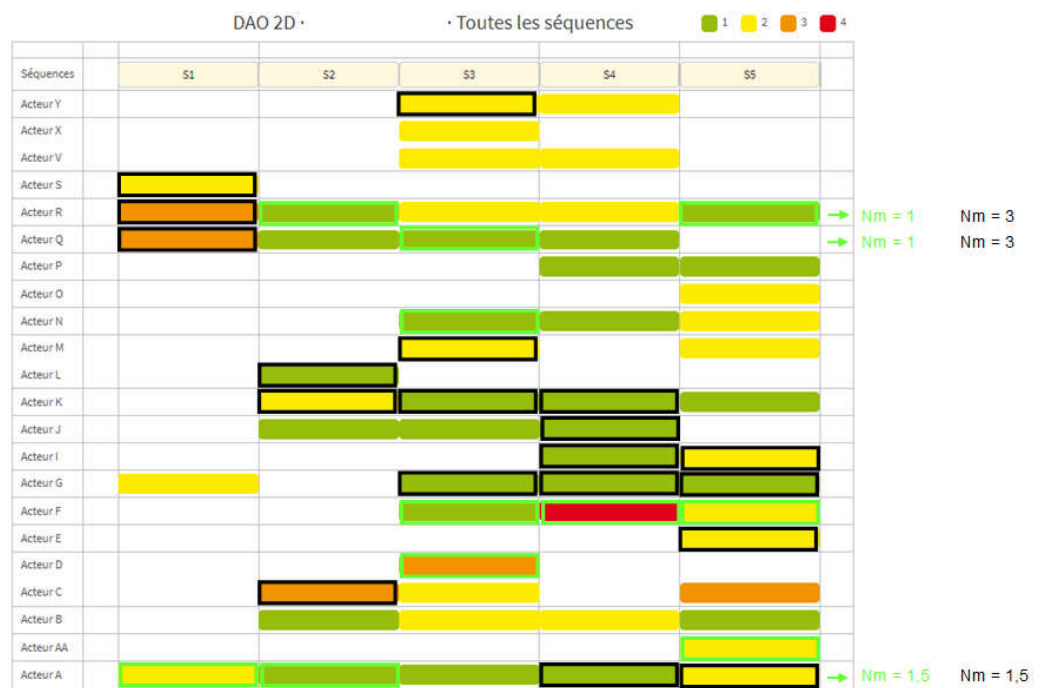 DAO 2D · · Toutes les séquences 1 2 3 4
Séquences S1 S2 S3 S4 S5
Acteur Y
Acteur X
Acteur V
Acteur S
Acteur R → Nm = 1 Nm = 3
Acteur Q → Nm = 1 Nm = 3
Acteur P
Acteur O
Acteur N
Acteur M
Acteur L
Acteur K
Acteur J
Acteur I
Acteur G
Acteur F
Acteur E
Acteur D
Acteur C
Acteur B
Acteur AA
Acteur A → Nm = 1,5 Nm = 1,5